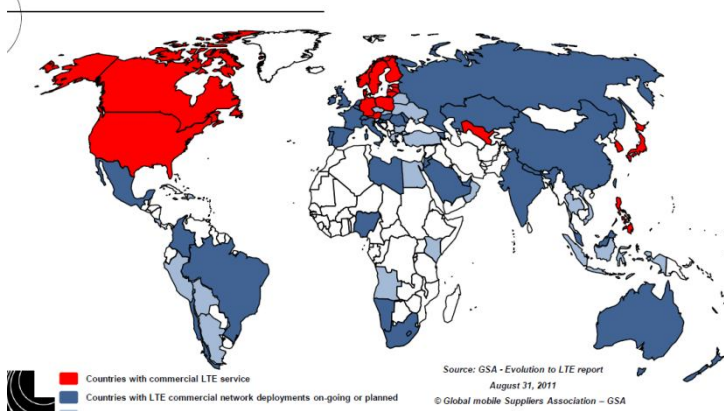 Countries with commercial LTE service
Countries with LTE commercial network deployments on-going or planned
Source: GSA - Evolution to LTE report
August 31, 2011
© Global mobile Suppliers Association – GSA